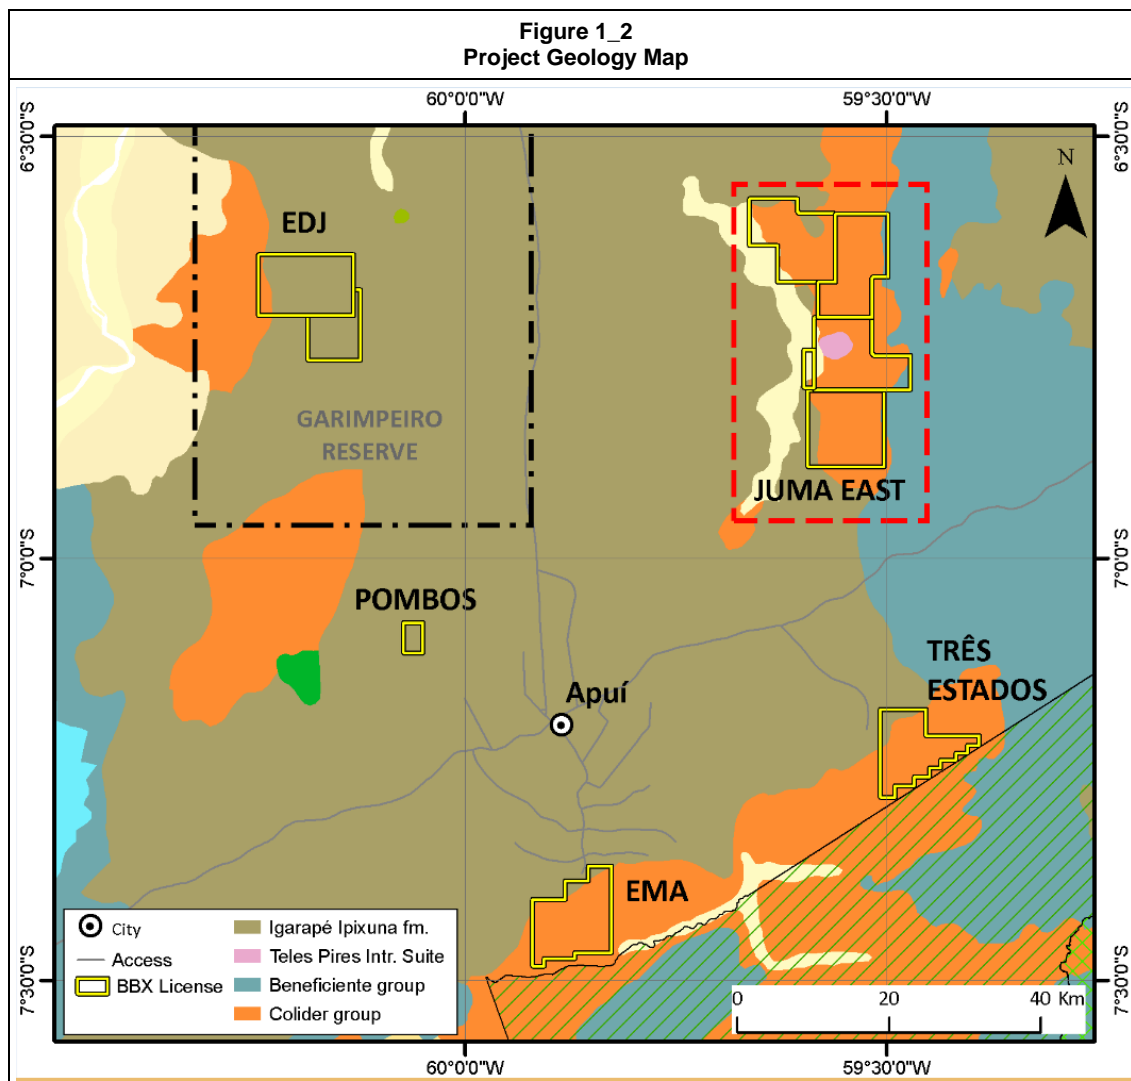 Figure 1_2
Project Geology Map
60°0'0"W
59°30'0"W
6°30'0"S
6°30'0"S
N
EDJ
GARIMPEIRO
RESERVE
JUMA EAST
7°0'0"S
7°0'0"S
POMBOS
TRÊS
ESTADOS
Apuí
EMA
City
Access
BBX License
Igarapé Ipixuna fm.
Teles Pires Intr. Suite
Beneficiente group
Colider group
0 20 40 Km
7°30'0"S
7°30'0"S
60°0'0"W
59°30'0"W